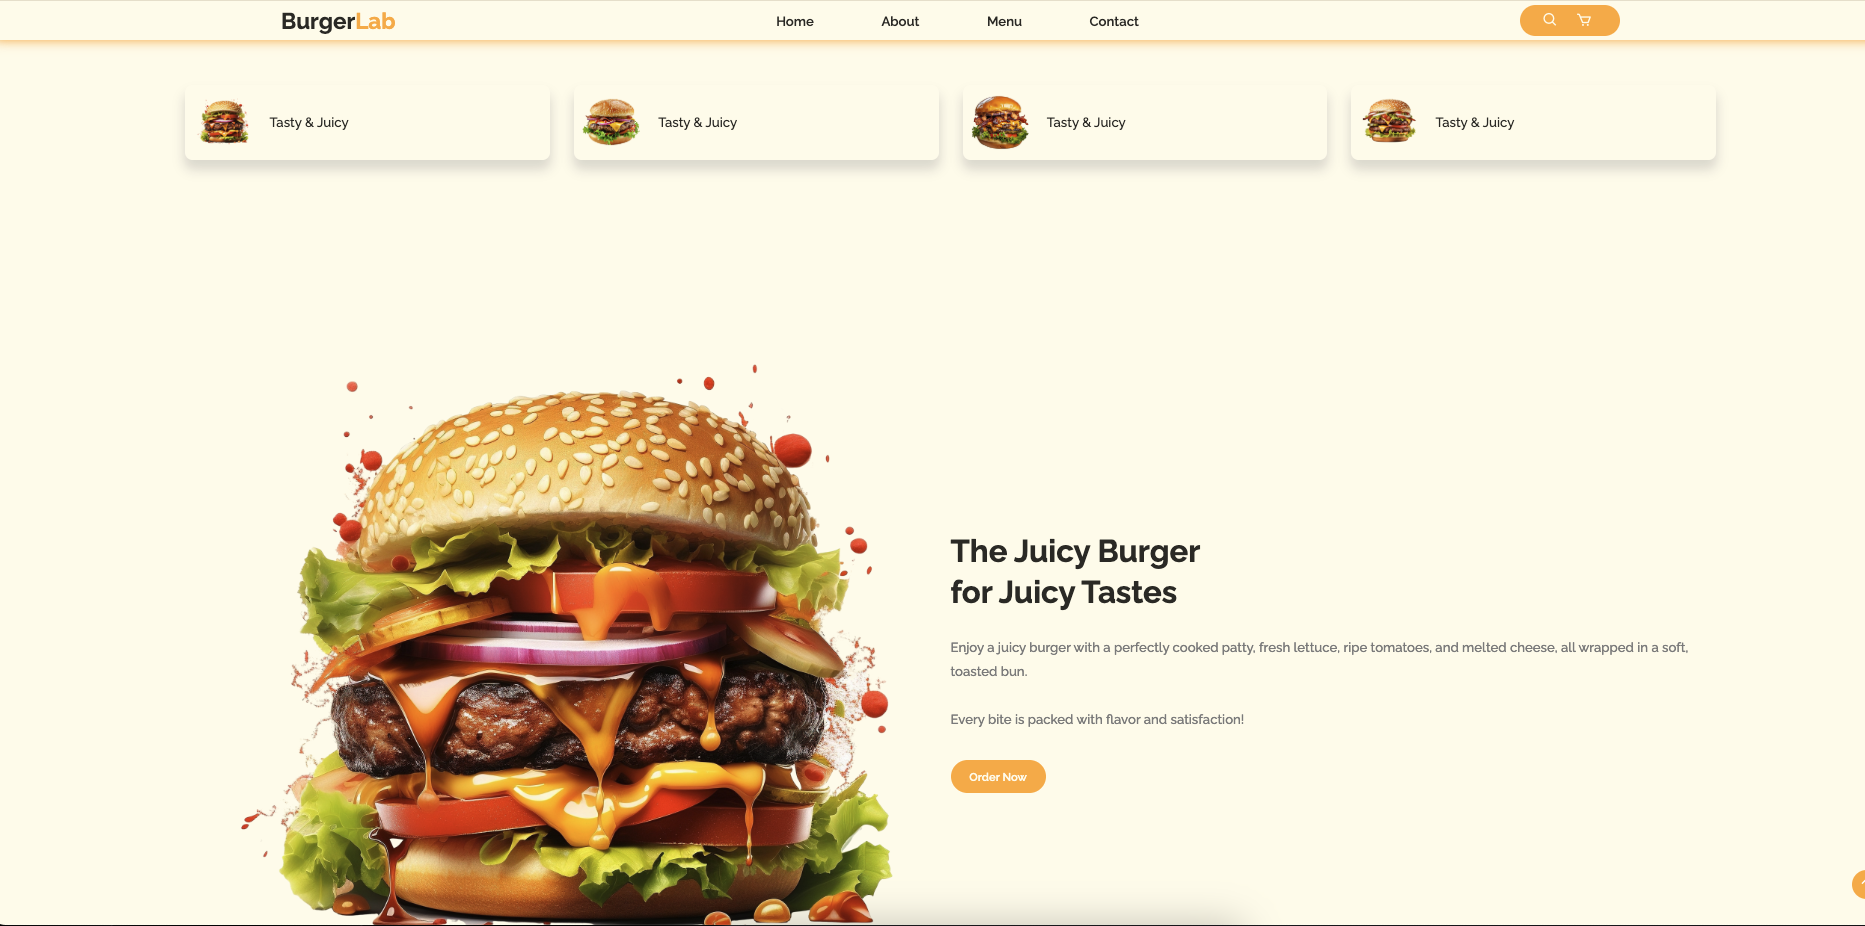 BurgerLab
Home About Menu Contact
Tasty & Juicy Tasty & Juicy Tasty & Juicy Tasty & Juicy
The Juicy Burger
for Juicy Tastes
Enjoy a juicy burger with a perfectly cooked patty, fresh lettuce, ripe tomatoes, and melted cheese, all wrapped in a soft,
toasted bun.
Every bite is packed with flavor and satisfaction!
Order Now